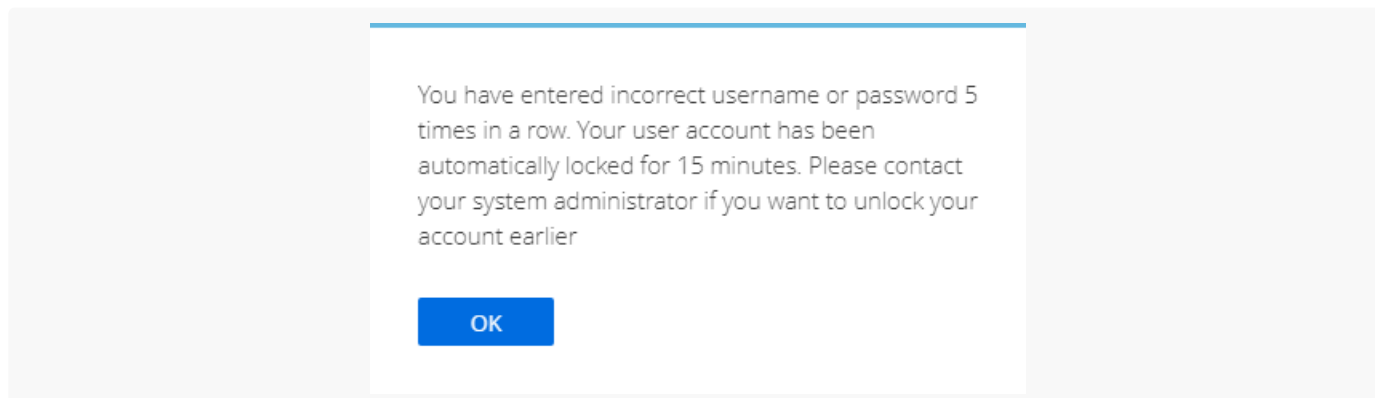 You have entered incorrect username or password 5
times in a row. Your user account has been
automatically locked for 15 minutes. Please contact
your system administrator if you want to unlock your
account earlier
OK